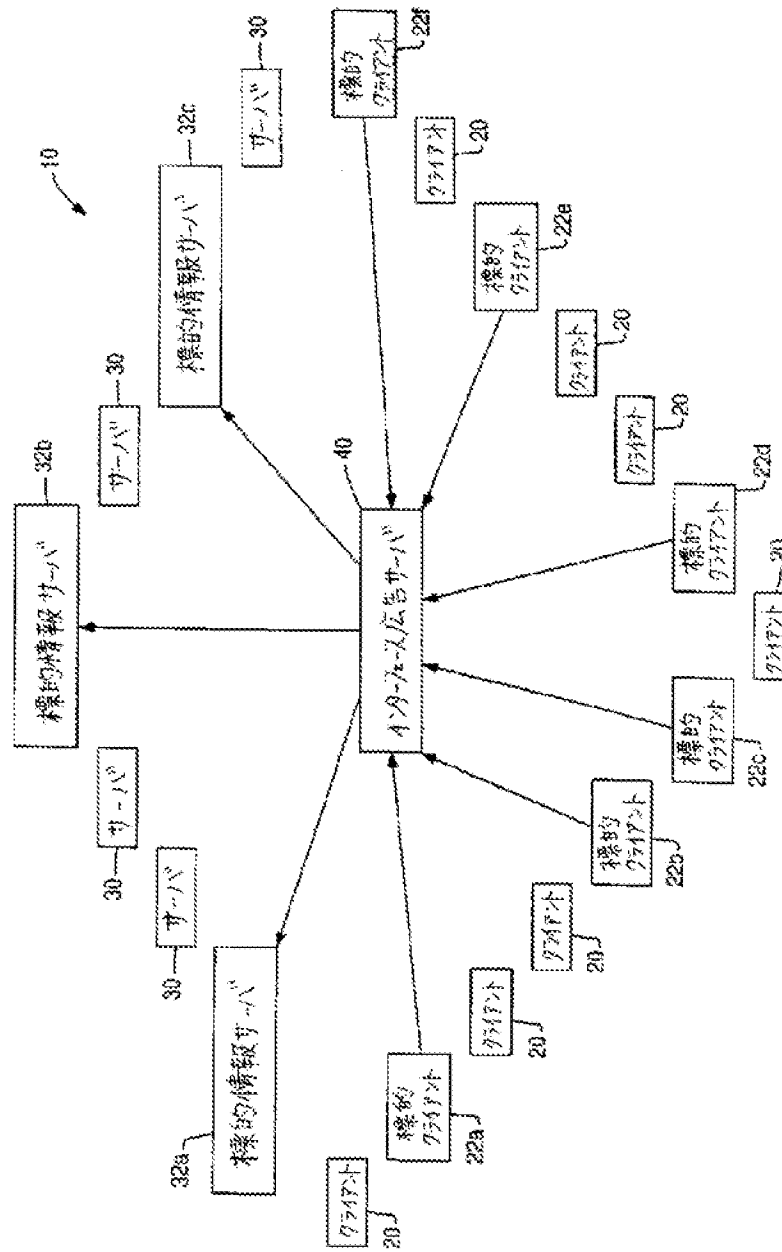 10
32b
標的情報サーバ
30
サーバ
30
サーバ
30
サーバ
32c
標的情報サーバ
30
サーバ
32a
標的情報サーバ
40
インターフェース/広告サーバ
20
クライアント
22a
標的
クライアント
20
クライアント
20
クライアント
22b
標的
クライアント
22c
標的
クライアント
20
クライアント
22d
標的
クライアント
20
クライアント
20
クライアント
22e
標的
クライアント
20
クライアント
22f
標的
クライアント